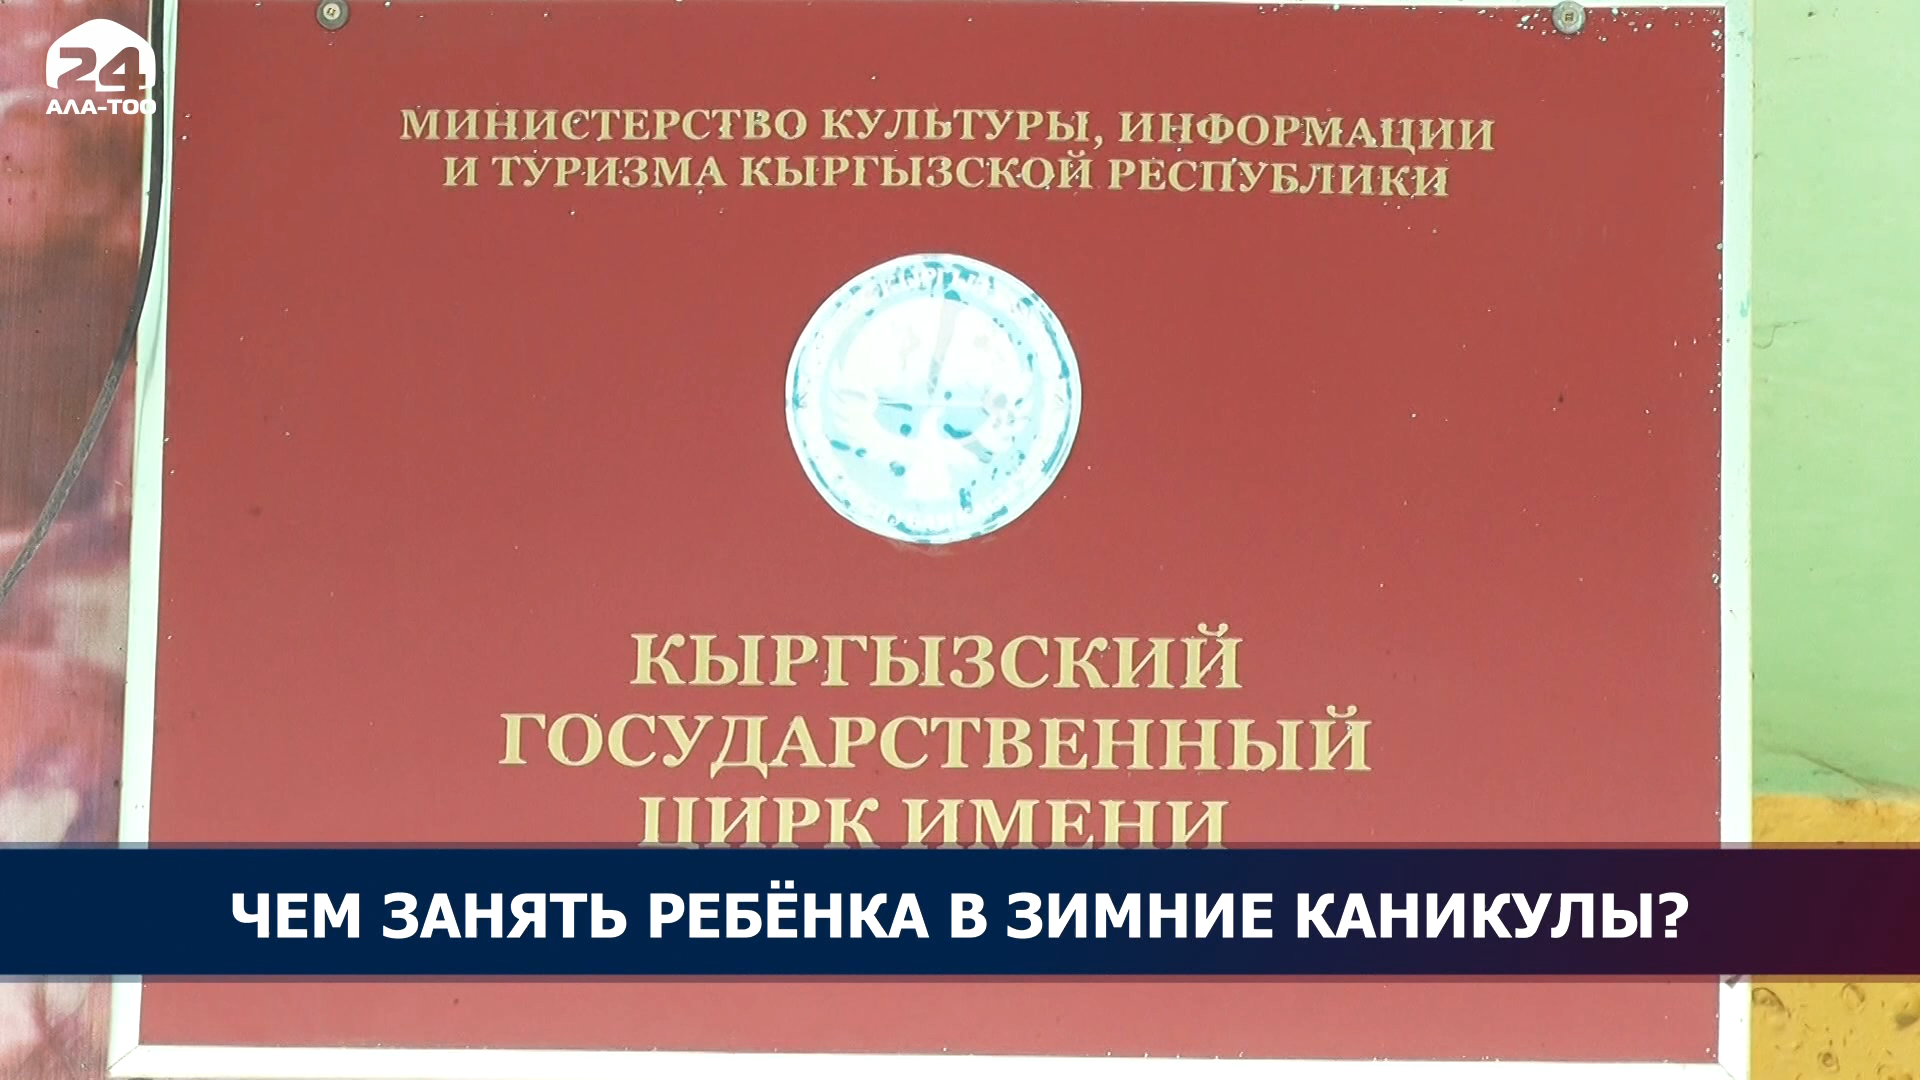 24
АЛА-ТОО
МИНИСТЕРСТВО КУЛЬТУРЫ, ИНФОРМАЦИИ
И ТУРИЗМА КЫРГЫЗСКОЙ РЕСПУБЛИКИ
КЫРГЫЗСКИЙ
ГОСУДАРСТВЕННЫЙ
ЦИРК ИМЕНИ
ЧЕМ ЗАНЯТЬ РЕБЁНКА В ЗИМНИЕ КАНИКУЛЫ?